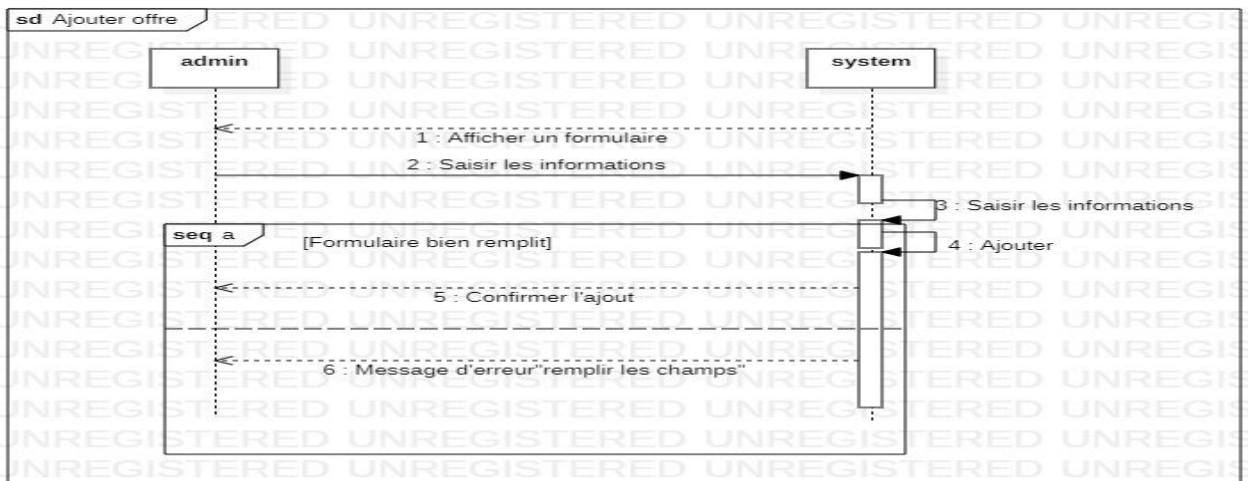 sd Ajouter offre
admin
system
1 : Afficher un formulaire
2 : Saisir les informations
3 : Saisir les informations
seq a
[Formulaire bien remplit]
4 : Ajouter
5 : Confirmer l'ajout
6 : Message d'erreur"remplir les champs"
UNREGISTERED